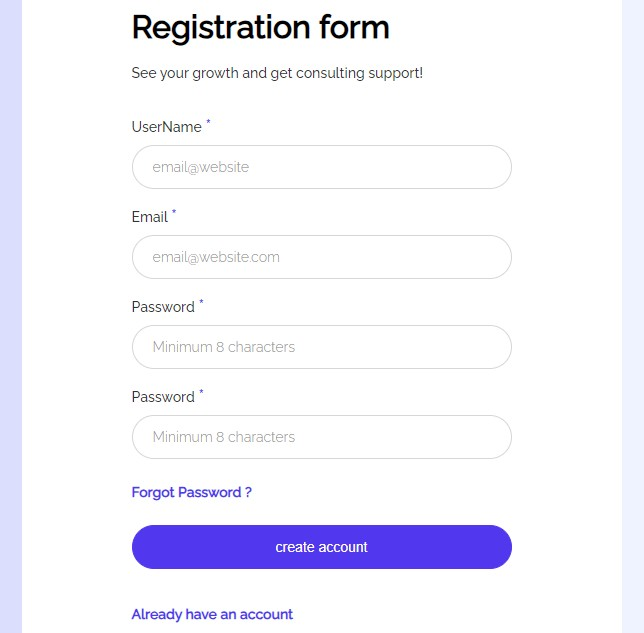 Registration form
See your growth and get consulting support!
UserName *
email@website
Email *
email@website.com
Password *
Minimum 8 characters
Password *
Minimum 8 characters
Forgot Password ?
create account
Already have an account